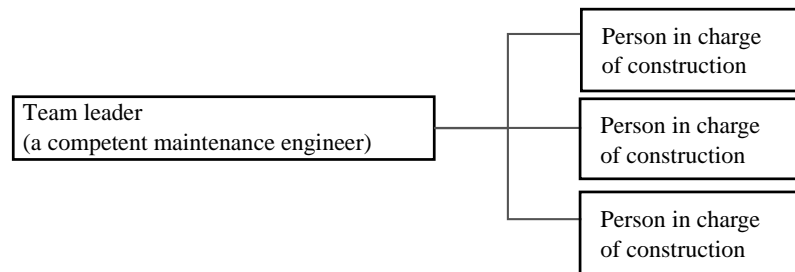 Person in charge
of construction
Team leader
(a competent maintenance engineer)
Person in charge
of construction
Person in charge
of construction